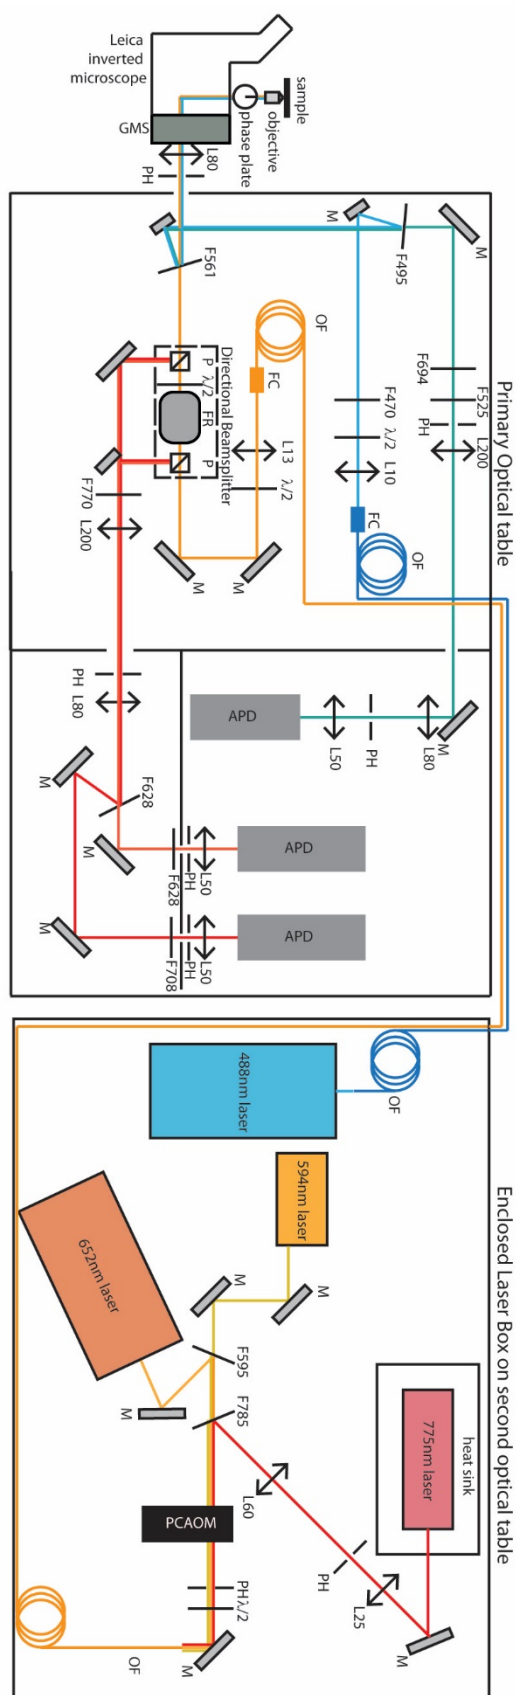 Leica
inverted
microscope
GMS
sample
objective
phase plate
L80
PH
F561
M
F495
M
F694
F525
PH
L200
Primary Optical table
OF
FC
L13
λ/2
F470
λ/2
L10
FC
OF
P
λ/2
FR
P
Directional Beamsplitter
F770
L200
M
M
PH
L80
F628
M
M
M
APD
L50
PH
L80
M
APD
L50
PH
F628
APD
L50
PH
F708
Enclosed Laser Box on second optical table
488nm laser
OF
594nm laser
M
M
652nm laser
M
F595
F785
775nm laser
heat sink
L60
PH
L25
M
PCAOM
PH
λ/2
M
OF